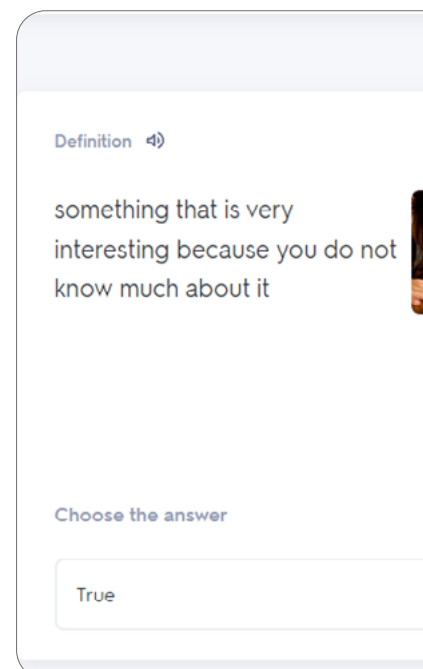 Definition
something that is very
interesting because you do not
know much about it
Choose the answer
True